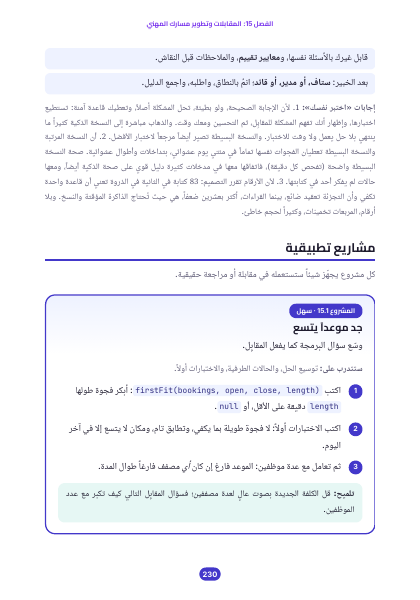 الفصل 15: المقابلات وتطوير مسارك المهني
قابل غيرك بالأسئلة نفسها، ومعايير تقييم، والملاحظات قبل النقاش.
بعد الخبير: ستاف، أو مدير، أو قائد؛ اتمُ بالنطاق، واطلبه، واجمع الدليل.
إجابات «اختبر نفسك»: 1. لأن الإجابة الصحيحة، ولو بطيئة، تحل المشكلة أصلاً، وتعطيك قاعدة آمنة: تستطيع
اختبارها، وإظهار أنك تفهم المشكلة للمقابل، ثم التحسين ومعك وقت. والذهاب مباشرة إلى النسخة الذكية كثيراً ما
ينتهي بلا حل يعمل ولا وقت للاختبار، والنسخة البسيطة تصير أيضاً مرجعاً لاختبار الأفضل. 2. أن النسخة المرتبة
والنسخة البسيطة تعطيان الفجوات نفسها تماماً في مئتي يوم عشوائي، بتداخلات وأطوال عشوائية. صحة النسخة
البسيطة واضحة (تفحص كل دقيقة)، فاتفاقها معها في مدخلات كثيرة دليل قوي على صحة الذكية أيضاً، ومعها
حالات لم يفكر أحد في كتابتها. 3. لأن الأرقام تقرر التصميم: 83 كتابة في الثانية في الذروة تعني أن قاعدة واحدة
تكفي وأن التجزئة تعقيد ضائع، بينما القراءات، أكثر بعشرين ضعفاً، هي حيث تُحتاج الذاكرة المؤقتة والنسخ. وبلا
أرقام، المربعات تخمينات، وكثيراً لحجم خاطئ.
مشاريع تطبيقية
كل مشروع يجهّز شيئاً ستستعمله في مقابلة أو مراجعة حقيقية.
المشروع 15.1 · سهل
جد موعداً يتسع
وسّع سؤال البرمجة كما يفعل المقابِل.
ستتدرب على: توسيع الحل، والحالات الطرفية، والاختبارات أولاً.
1 اكتب firstFit(bookings, open, close, length) : أبكر فجوة طولها
length دقيقة على الأقل، أو null .
2 اكتب الاختبارات أولاً: لا فجوة طويلة بما يكفي، وتطابق تام، ومكان لا يتسع إلا في آخر
اليوم.
3 ثم تعامل مع عدة موظفين: الموعد فارغ إن كان أي مصفف فارغاً طوال المدة.
تلميح: قل الكلفة الجديدة بصوت عالٍ لعدة مصففين؛ فسؤال المقابل التالي كيف تكبر مع عدد
الموظفين.
230